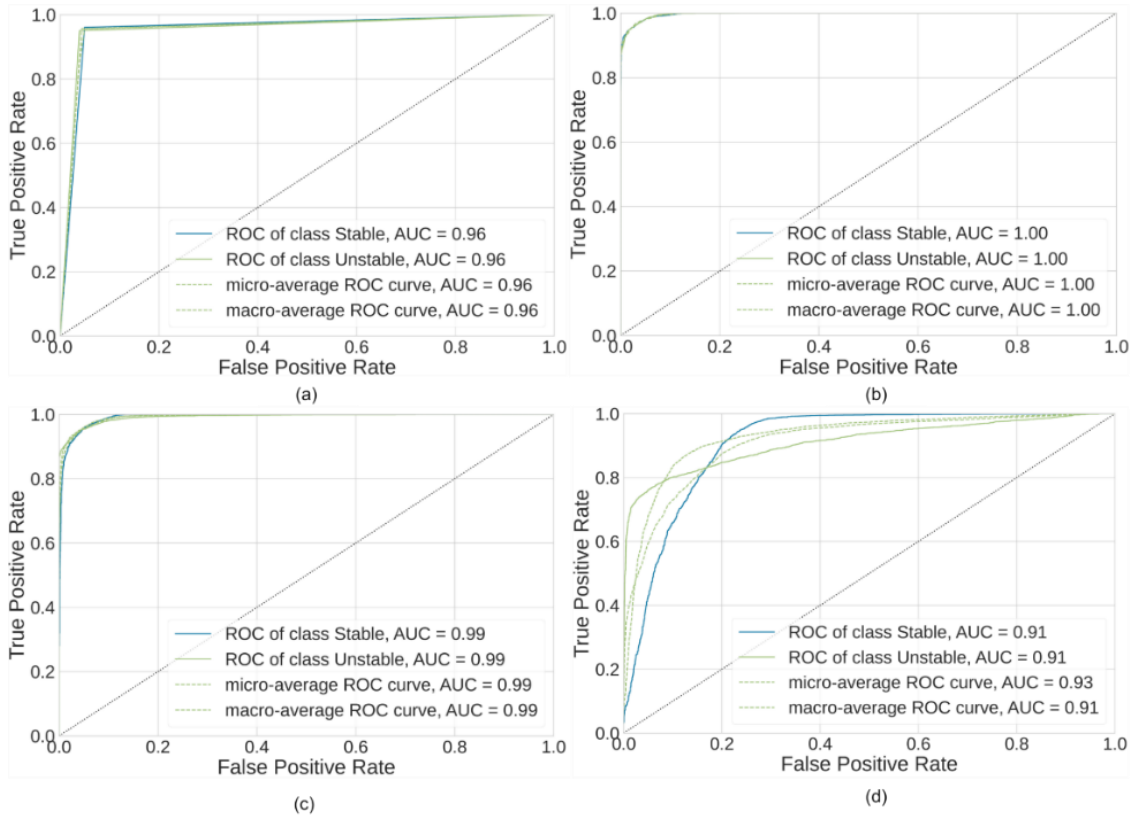 1.0
0.8
0.6
0.4
0.2
0.0
True Positive Rate
ROC of class Stable, AUC = 0.96
ROC of class Unstable, AUC = 0.96
micro-average ROC curve, AUC = 0.96
macro-average ROC curve, AUC = 0.96
0.0 0.2 0.4 0.6 0.8 1.0
False Positive Rate
(a)
1.0
0.8
0.6
0.4
0.2
0.0
True Positive Rate
ROC of class Stable, AUC = 1.00
ROC of class Unstable, AUC = 1.00
micro-average ROC curve, AUC = 1.00
macro-average ROC curve, AUC = 1.00
0.0 0.2 0.4 0.6 0.8 1.0
False Positive Rate
(b)
1.0
0.8
0.6
0.4
0.2
0.0
True Positive Rate
ROC of class Stable, AUC = 0.99
ROC of class Unstable, AUC = 0.99
micro-average ROC curve, AUC = 0.99
macro-average ROC curve, AUC = 0.99
0.0 0.2 0.4 0.6 0.8 1.0
False Positive Rate
(c)
1.0
0.8
0.6
0.4
0.2
0.0
True Positive Rate
ROC of class Stable, AUC = 0.91
ROC of class Unstable, AUC = 0.91
micro-average ROC curve, AUC = 0.93
macro-average ROC curve, AUC = 0.91
0.0 0.2 0.4 0.6 0.8 1.0
False Positive Rate
(d)